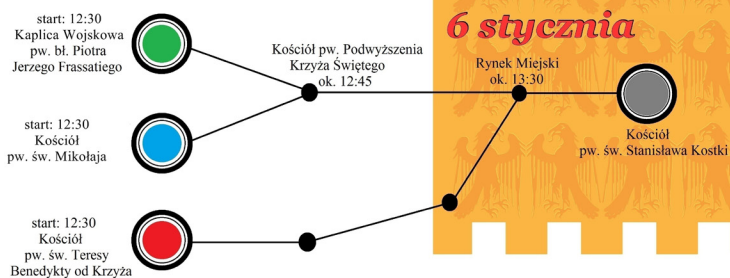 start: 12:30
Kaplica Wojskowa
pw. bł. Piotra
Jerzego Frassatiego
start: 12:30
Kościół
pw. św. Mikołaja
start: 12:30
Kościół
pw. św. Teresy
Benedykty od Krzyża
Kościół pw. Podwyższenia
Krzyża Świętego
ok. 12:45
6 stycznia
Rynek Miejski
ok. 13:30
Kościół
pw. św. Stanisława Kostki